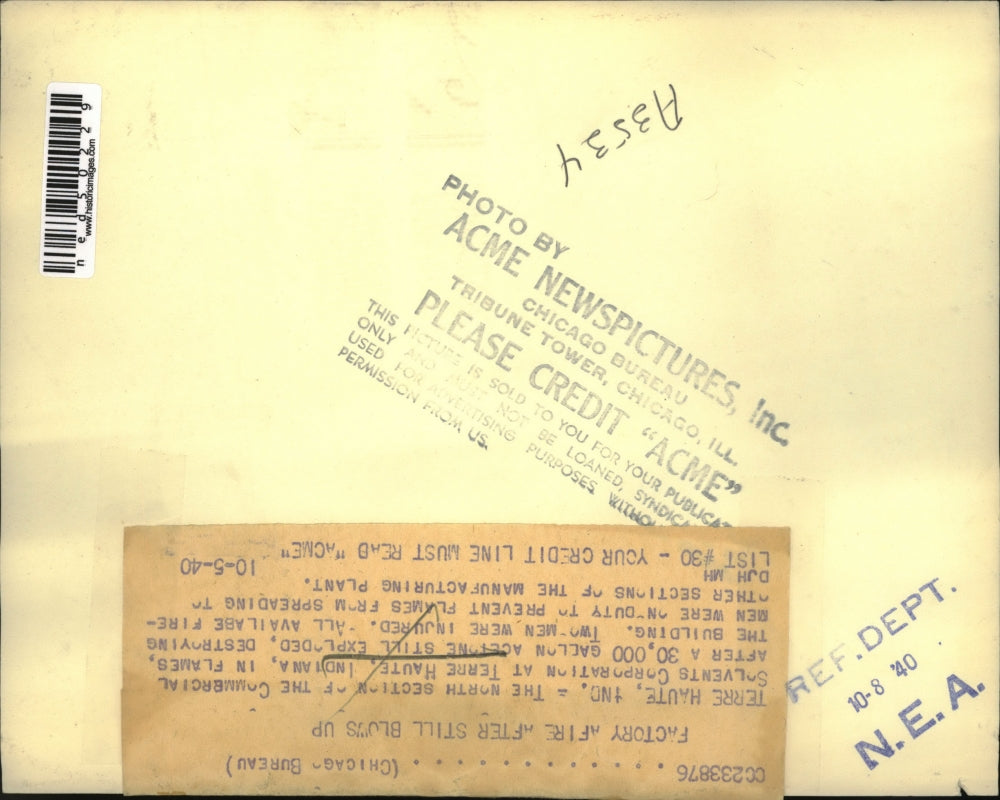 ned50229
www.historicimages.com
A3534
PHOTO BY
ACME NEWSPICTURES, Inc.
CHICAGO BUREAU
TRIBUNE TOWER, CHICAGO, ILL.
PLEASE CREDIT "ACME"
THIS PICTURE IS SOLD TO YOU FOR YOUR PUBLICAT
ONLY AND MUST NOT BE LOANED, SYNDICA
USED FOR ADVERTISING PURPOSES WITHOU
PERMISSION FROM US.
CC233876 . . . . . . . . . . . . . (CHICAGO BUREAU)
FACTORY AFIRE AFTER STILL BLOWS UP
TERRE HAUTE, IND. = THE NORTH SECTION OF THE COMMERCIAL
SOLVENTS CORPORATION AT TERRE HAUTE, INDIANA, IN FLAMES,
AFTER A 30,000 GALLON ACETONE STILL EXPLODED, DESTROYING
THE BUILDING. TWO MEN WERE INJURED. ALL AVAILABE FIRE-
MEN WERE ON DUTY TO PREVENT FLAMES FROM SPREADING TO
OTHER SECTIONS OF THE MANUFACTURING PLANT.
DJH MH
LIST #30 - YOUR CREDIT LINE MUST READ "ACME" 10-5-40
REF. DEPT.
10-8 '40
N.E.A.